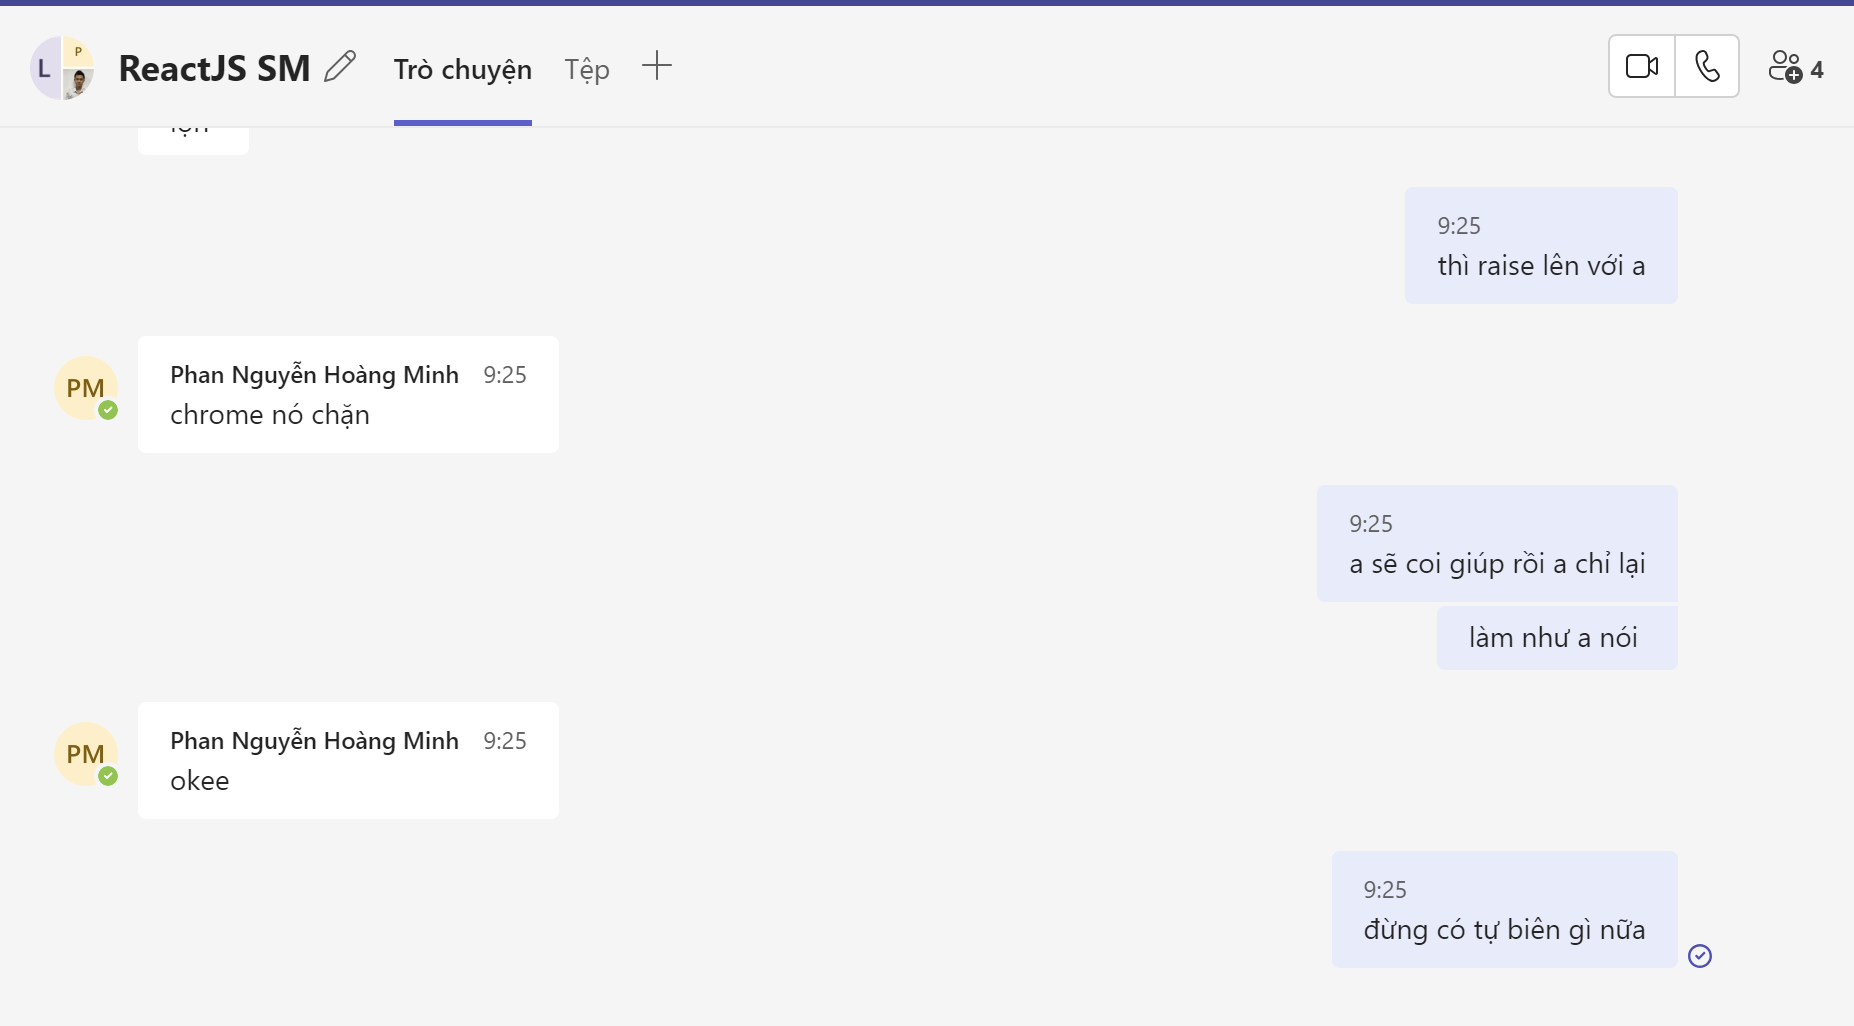 L
P
ReactJS SM
Trò chuyện
Tệp
4
9:25
thì raise lên với a
PM
Phan Nguyễn Hoàng Minh 9:25
chrome nó chặn
9:25
a sẽ coi giúp rồi a chỉ lại
làm như a nói
PM
Phan Nguyễn Hoàng Minh 9:25
okee
9:25
đừng có tự biên gì nữa